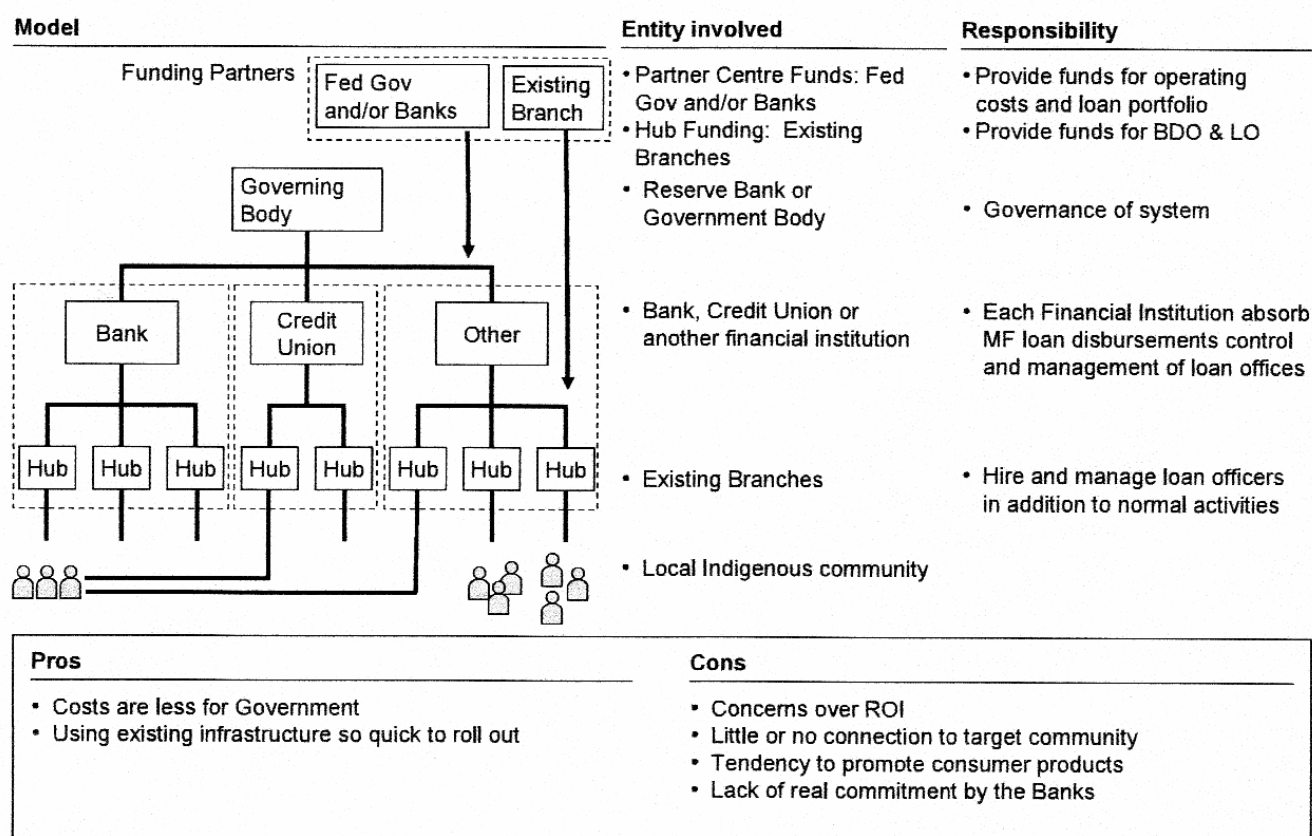 Model
Entity involved
Responsibility
Funding Partners
Fed Gov
and/or Banks
Existing
Branch
Governing
Body
Bank
Credit
Union
Other
Hub
Hub
Hub
Hub
Hub
Hub
Hub
Hub
• Partner Centre Funds: Fed
Gov and/or Banks
• Hub Funding: Existing
Branches
• Reserve Bank or
Government Body
• Bank, Credit Union or
another financial institution
• Existing Branches
• Local Indigenous community
• Provide funds for operating
costs and loan portfolio
• Provide funds for BDO & LO
• Governance of system
• Each Financial Institution absorb
MF loan disbursements control
and management of loan offices
• Hire and manage loan officers
in addition to normal activities
Pros
• Costs are less for Government
• Using existing infrastructure so quick to roll out
Cons
• Concerns over ROI
• Little or no connection to target community
• Tendency to promote consumer products
• Lack of real commitment by the Banks